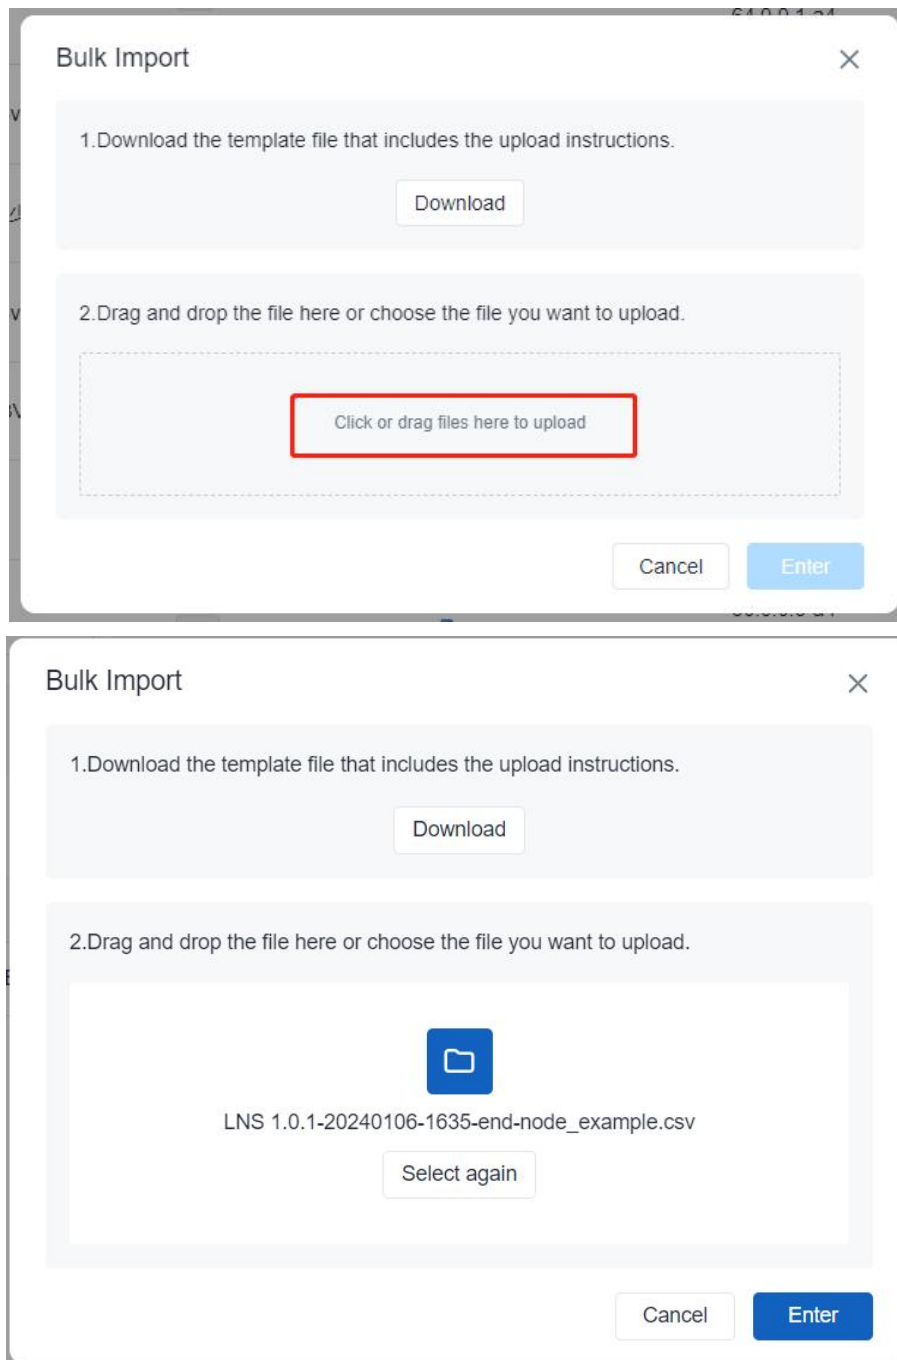 Bulk Import
1.Download the template file that includes the upload instructions.
Download
2.Drag and drop the file here or choose the file you want to upload.
Click or drag files here to upload
Cancel
Enter
Bulk Import
1.Download the template file that includes the upload instructions.
Download
2.Drag and drop the file here or choose the file you want to upload.
LNS 1.0.1-20240106-1635-end-node_example.csv
Select again
Cancel
Enter